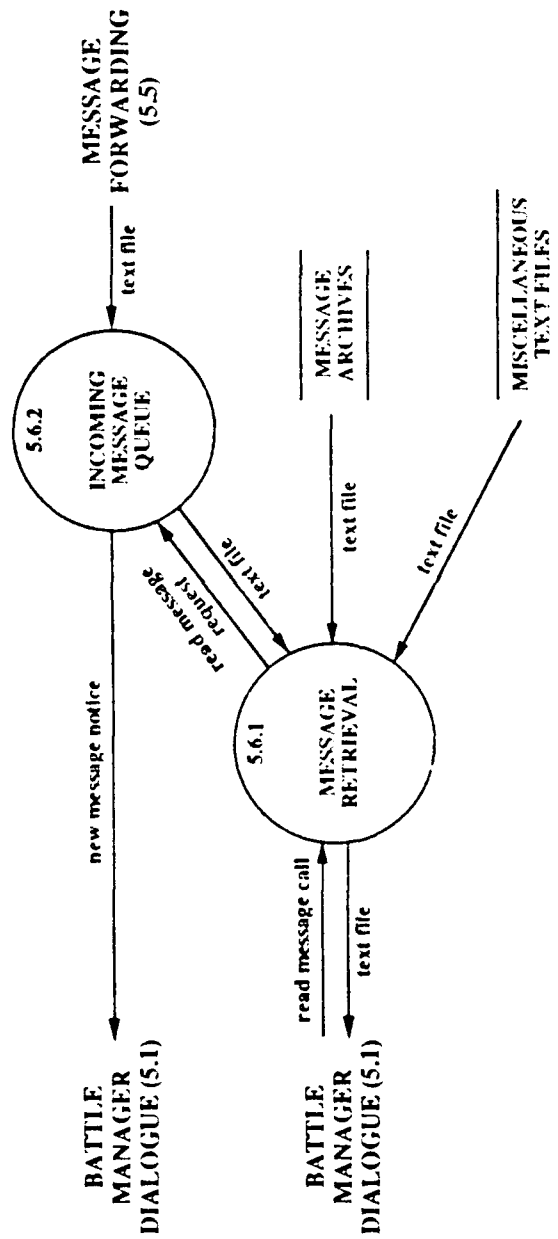 BATTLE
MANAGER
DIALOGUE (5.1)
new message notice
5.6.2
INCOMING
MESSAGE
QUEUE
text file
MESSAGE
FORWARDING
(5.5)
read message
request
text file
BATTLE
MANAGER
DIALOGUE (5.1)
read message call
text file
5.6.1
MESSAGE
RETRIEVAL
text file
MESSAGE
ARCHIVES
text file
MISCELLANEOUS
TEXT FILES